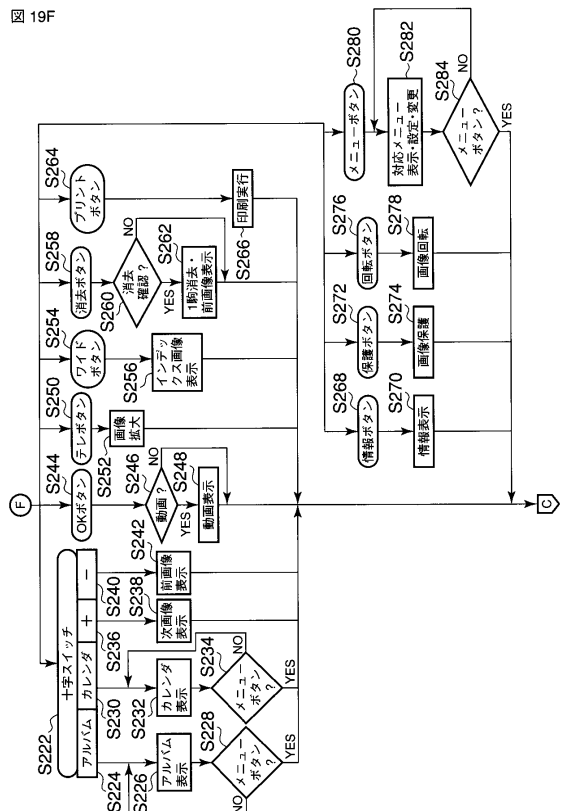 図 19F
F
S222
十字スイッチ
アルバム
カレンダ
+
−
S224
S230
S236
S240
S226
アルバム
表示
S232
カレンダ
表示
S238
次画像
表示
S242
前画像
表示
S228
メニュー
ボタン
?
NO
YES
S234
メニュー
ボタン
?
NO
YES
S244
OKボタン
S246
動画?
NO
YES
S248
動画表示
S250
テレボタン
S252
画像
拡大
S254
ワイド
ボタン
S256
インデッ
クス画像
表示
S258
消去ボタン
S260
消去
確認?
NO
YES
S262
1駒消去・
前画像表示
S264
プリント
ボタン
S266
印刷実行
S268
情報ボタン
S270
情報表示
S272
保護ボタン
S274
画像保護
S276
回転ボタン
S278
画像回転
S280
メニューボタン
S282
対応メニュー
表示・設定・変更
S284
メニュー
ボタン?
NO
YES
C